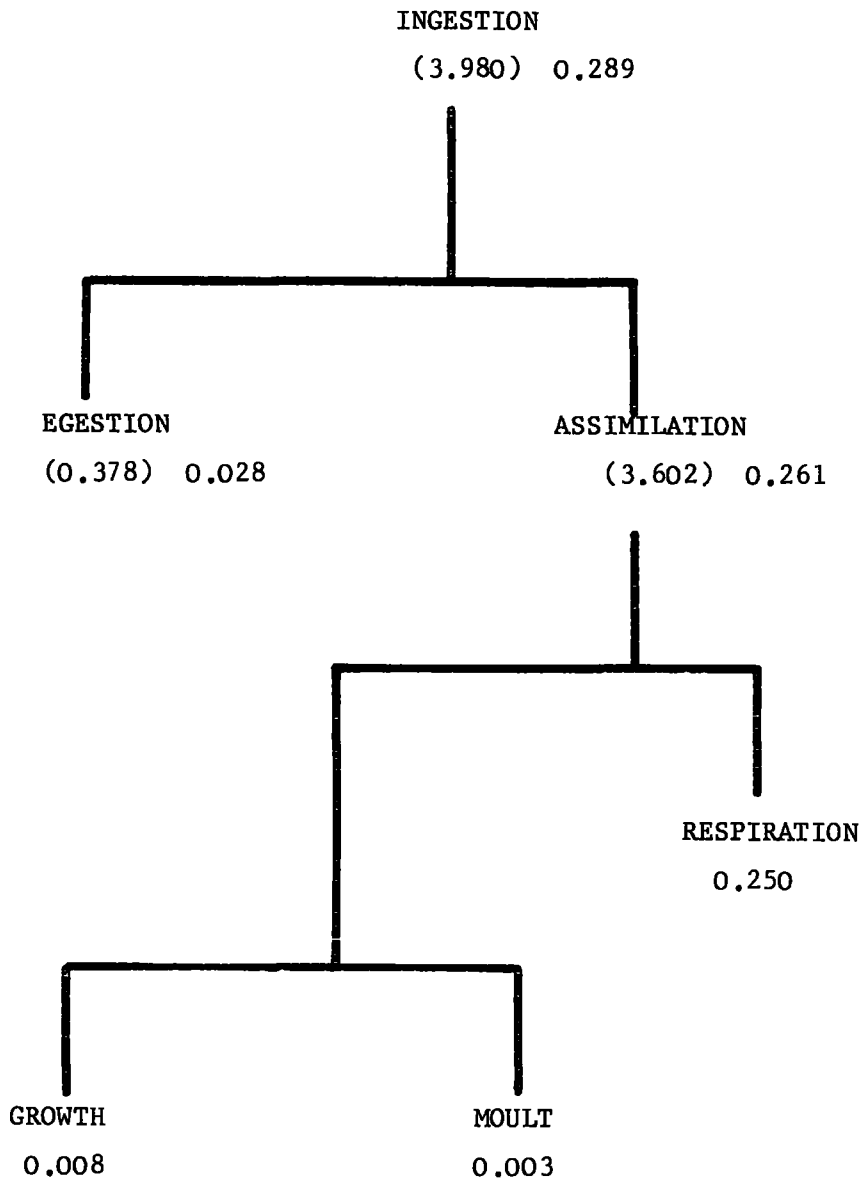 INGESTION
(3.980) 0.289
EGESTION
(0.378) 0.028
ASSIMILATION
(3.602) 0.261
RESPIRATION
0.250
GROWTH
0.008
MOULT
0.003